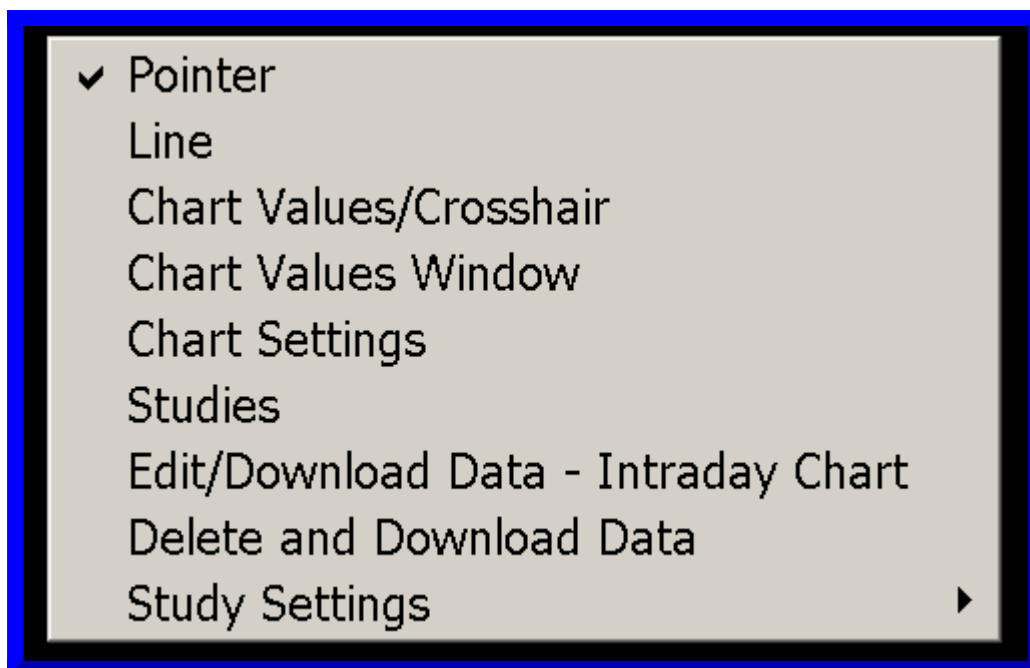 Pointer
Line
Chart Values/Crosshair
Chart Values Window
Chart Settings
Studies
Edit/Download Data - Intraday Chart
Delete and Download Data
Study Settings